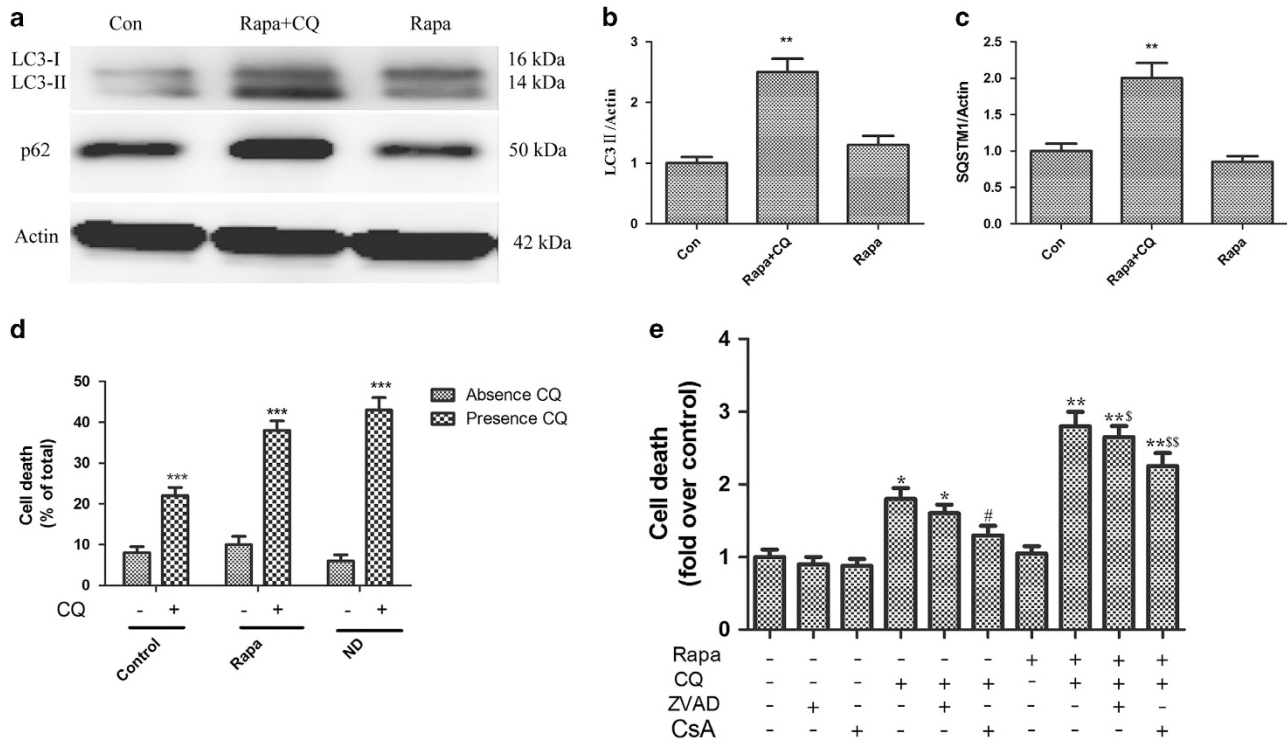 a
Con Rapa+CQ Rapa
LC3-I 16 kDa
LC3-II 14 kDa
p62 50 kDa
Actin 42 kDa
b
LC3 II/Actin
4
3
2
1
0
**
Con Rapa+CQ Rapa
c
SQSTM1/Actin
2.5
2.0
1.5
1.0
0.5
0.0
**
Con Rapa+CQ Rapa
d
Cell death
(% of total)
50
40
30
20
10
0
*** *** ***
Absence CQ
Presence CQ
CQ - + - + - +
Control Rapa ND
e
Cell death
(fold over control)
4
3
2
1
0
* * # ** **$ **$$
Rapa - - - - - - + + + +
CQ - - - + + + - + + +
ZVAD - + - - + - - - + -
CsA - - + - - + - - - +